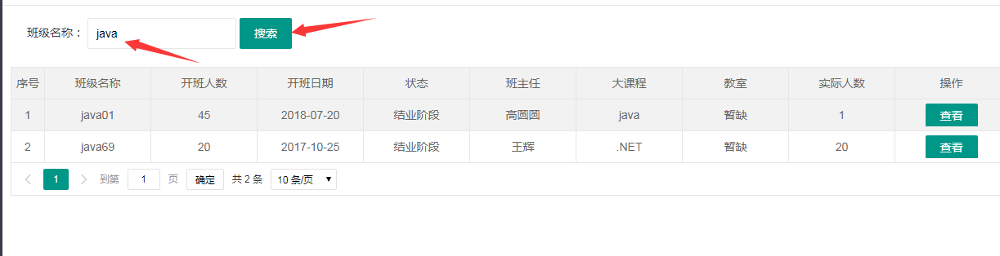 班级名称： java 搜索
序号 班级名称 开班人数 开班日期 状态 班主任 大课程 教室 实际人数 操作
1 java01 45 2018-07-20 结业阶段 高圆圆 java 暂缺 1 查看
2 java69 20 2017-10-25 结业阶段 王辉 .NET 暂缺 20 查看
1 到第 1 页 确定 共 2 条 10 条/页